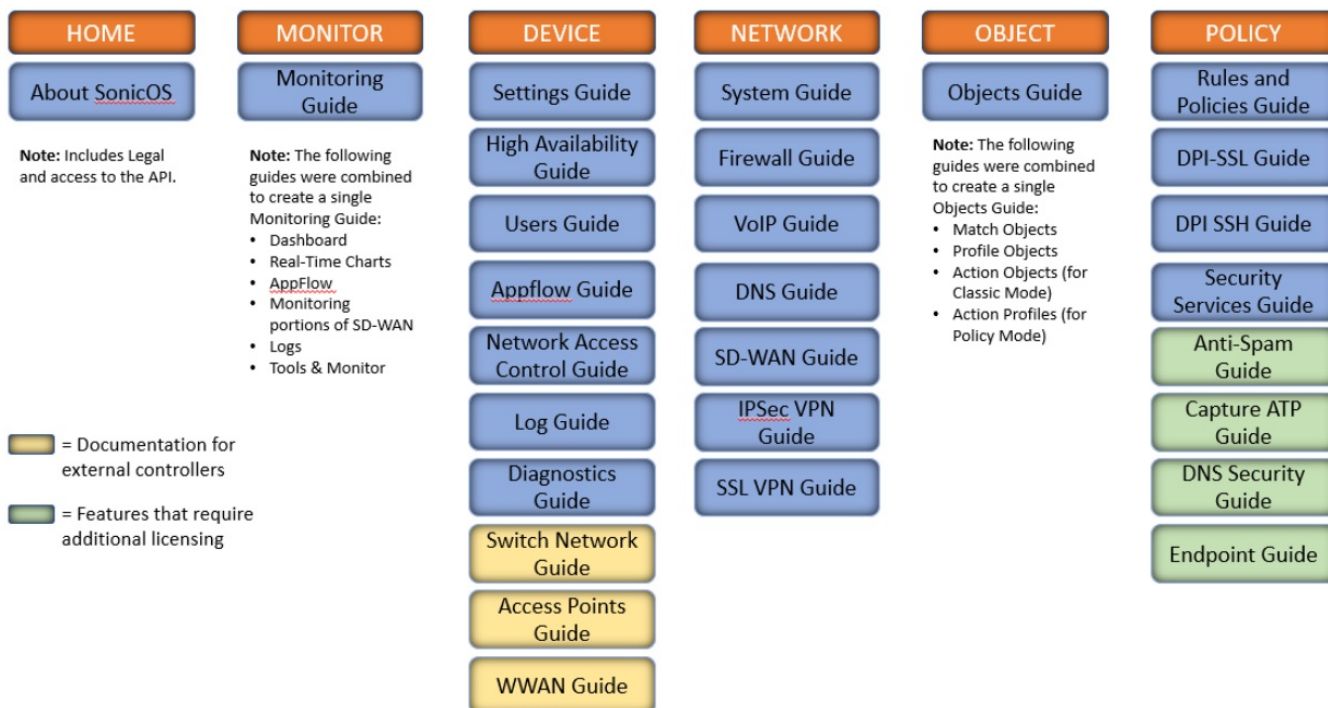 HOME
About SonicOS
Note: Includes Legal
and access to the API.
MONITOR
Monitoring
Guide
Note: The following
guides were combined
to create a single
Monitoring Guide:
• Dashboard
• Real-Time Charts
• AppFlow
• Monitoring
portions of SD-WAN
• Logs
• Tools & Monitor
DEVICE
Settings Guide
High Availability
Guide
Users Guide
Appflow Guide
Network Access
Control Guide
Log Guide
Diagnostics
Guide
Switch Network
Guide
Access Points
Guide
WWAN Guide
NETWORK
System Guide
Firewall Guide
VoIP Guide
DNS Guide
SD-WAN Guide
IPSec VPN
Guide
SSL VPN Guide
OBJECT
Objects Guide
Note: The following
guides were combined
to create a single
Objects Guide:
• Match Objects
• Profile Objects
• Action Objects (for
Classic Mode)
• Action Profiles (for
Policy Mode)
POLICY
Rules and
Policies Guide
DPI-SSL Guide
DPI SSH Guide
Security
Services Guide
Anti-Spam
Guide
Capture ATP
Guide
DNS Security
Guide
Endpoint Guide
= Documentation for
external controllers
= Features that require
additional licensing